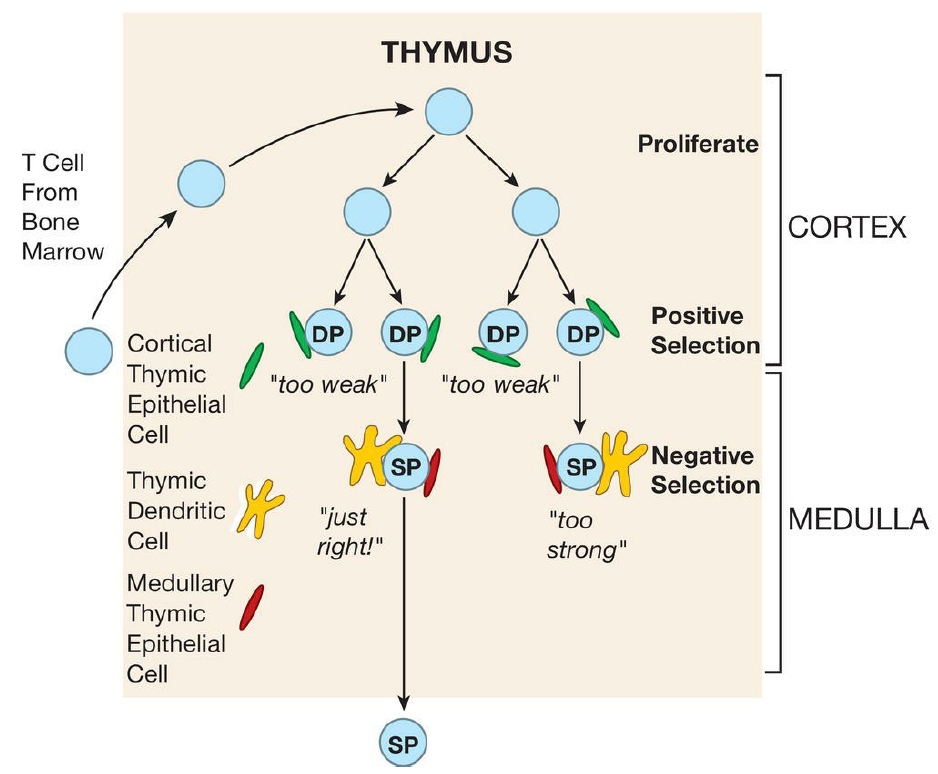 THYMUS
Proliferate
T Cell
From
Bone
Marrow
CORTEX
DP
DP
DP
DP
Positive
Selection
Cortical
Thymic
Epithelial
Cell
"too weak"
"too weak"
SP
SP
Negative
Selection
Thymic
Dendritic
Cell
"just
right!"
"too
strong"
MEDULLA
Medullary
Thymic
Epithelial
Cell
SP